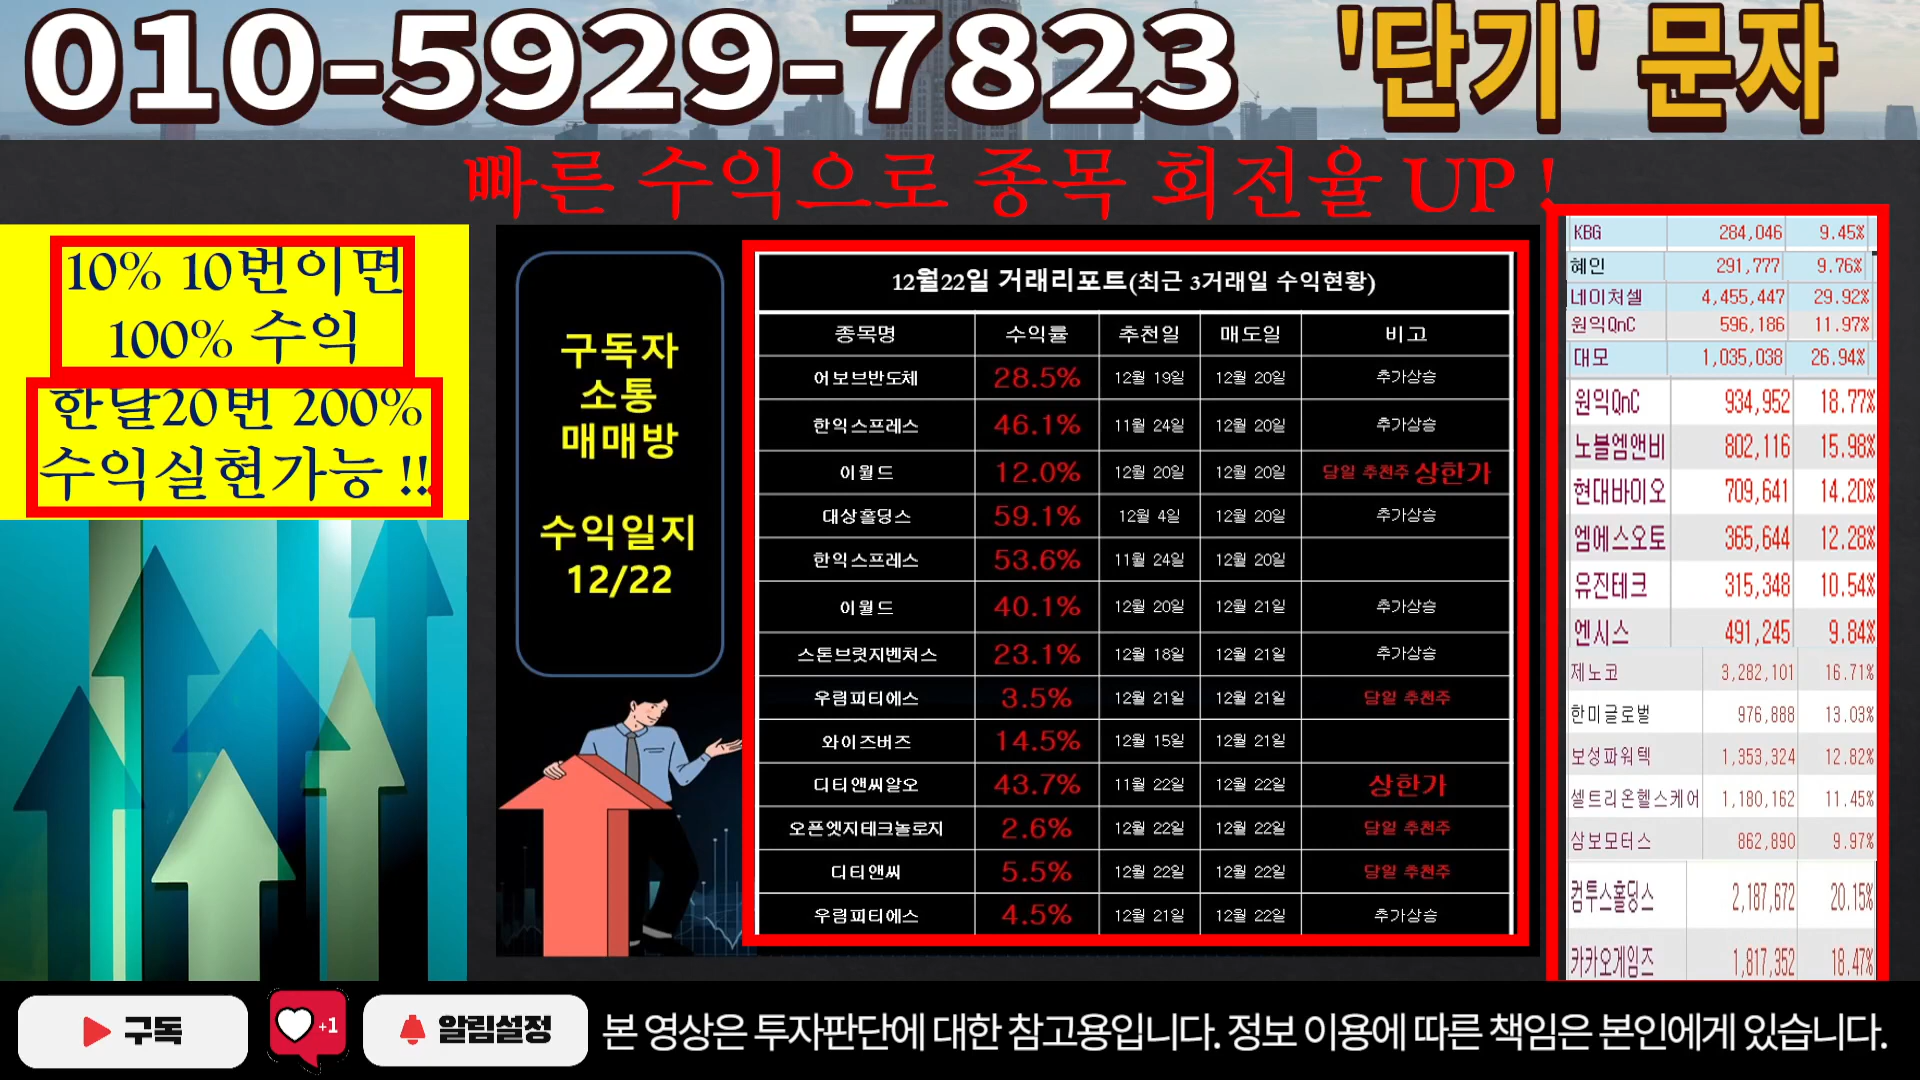 010-5929-7823 '단기' 문자
빠른 수익으로 종목 회전율 UP !
10% 10번이면
100% 수익
한달20번 200%
수익실현가능 !!
구독자
소통
매매방
수익일지
12/22
12월22일 거래리포트(최근 3거래일 수익현황)
종목명 수익률 추천일 매도일 비고
어보브반도체 28.5% 12월 19일 12월 20일 추가상승
한익스프레스 46.1% 11월 24일 12월 20일 추가상승
이월드 12.0% 12월 20일 12월 20일 당일 추천주 상한가
대상홀딩스 59.1% 12월 4일 12월 20일 추가상승
한익스프레스 53.6% 11월 24일 12월 20일
이월드 40.1% 12월 20일 12월 21일 추가상승
스톤브릿지벤처스 23.1% 12월 18일 12월 21일 추가상승
우림피티에스 3.5% 12월 21일 12월 21일 당일 추천주
와이즈버즈 14.5% 12월 15일 12월 21일
디티앤씨알오 43.7% 11월 22일 12월 22일 상한가
오픈엣지테크놀로지 2.6% 12월 22일 12월 22일 당일 추천주
디티앤씨 5.5% 12월 22일 12월 22일 당일 추천주
우림피티에스 4.5% 12월 21일 12월 22일 추가상승
KBG 284,046 9.45%
혜인 291,777 9.76%
네이처셀 4,455,447 29.92%
원익QnC 596,186 11.97%
대모 1,035,038 26.94%
원익QnC 934,952 18.77%
노블엠앤비 802,116 15.98%
현대바이오 709,641 14.20%
엠에스오토 365,644 12.28%
유진테크 315,348 10.54%
엔시스 491,245 9.84%
제노코 3,282,101 16.71%
한미글로벌 976,888 13.03%
보성파워텍 1,353,324 12.82%
셀트리온헬스케어 1,180,162 11.45%
삼보모터스 862,890 9.97%
컴투스홀딩스 2,187,672 20.15%
카카오게임즈 1,817,352 18.47%
구독 +1 알림설정 본 영상은 투자판단에 대한 참고용입니다. 정보 이용에 따른 책임은 본인에게 있습니다.